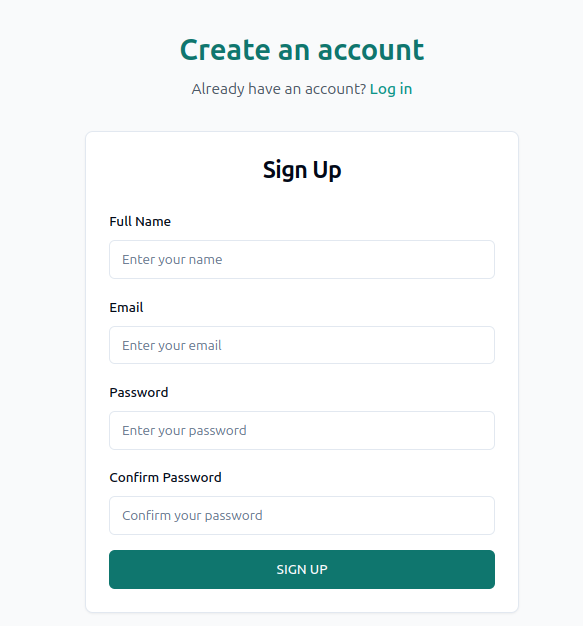 Create an account
Already have an account? Log in
Sign Up
Full Name
Enter your name
Email
Enter your email
Password
Enter your password
Confirm Password
Confirm your password
SIGN UP